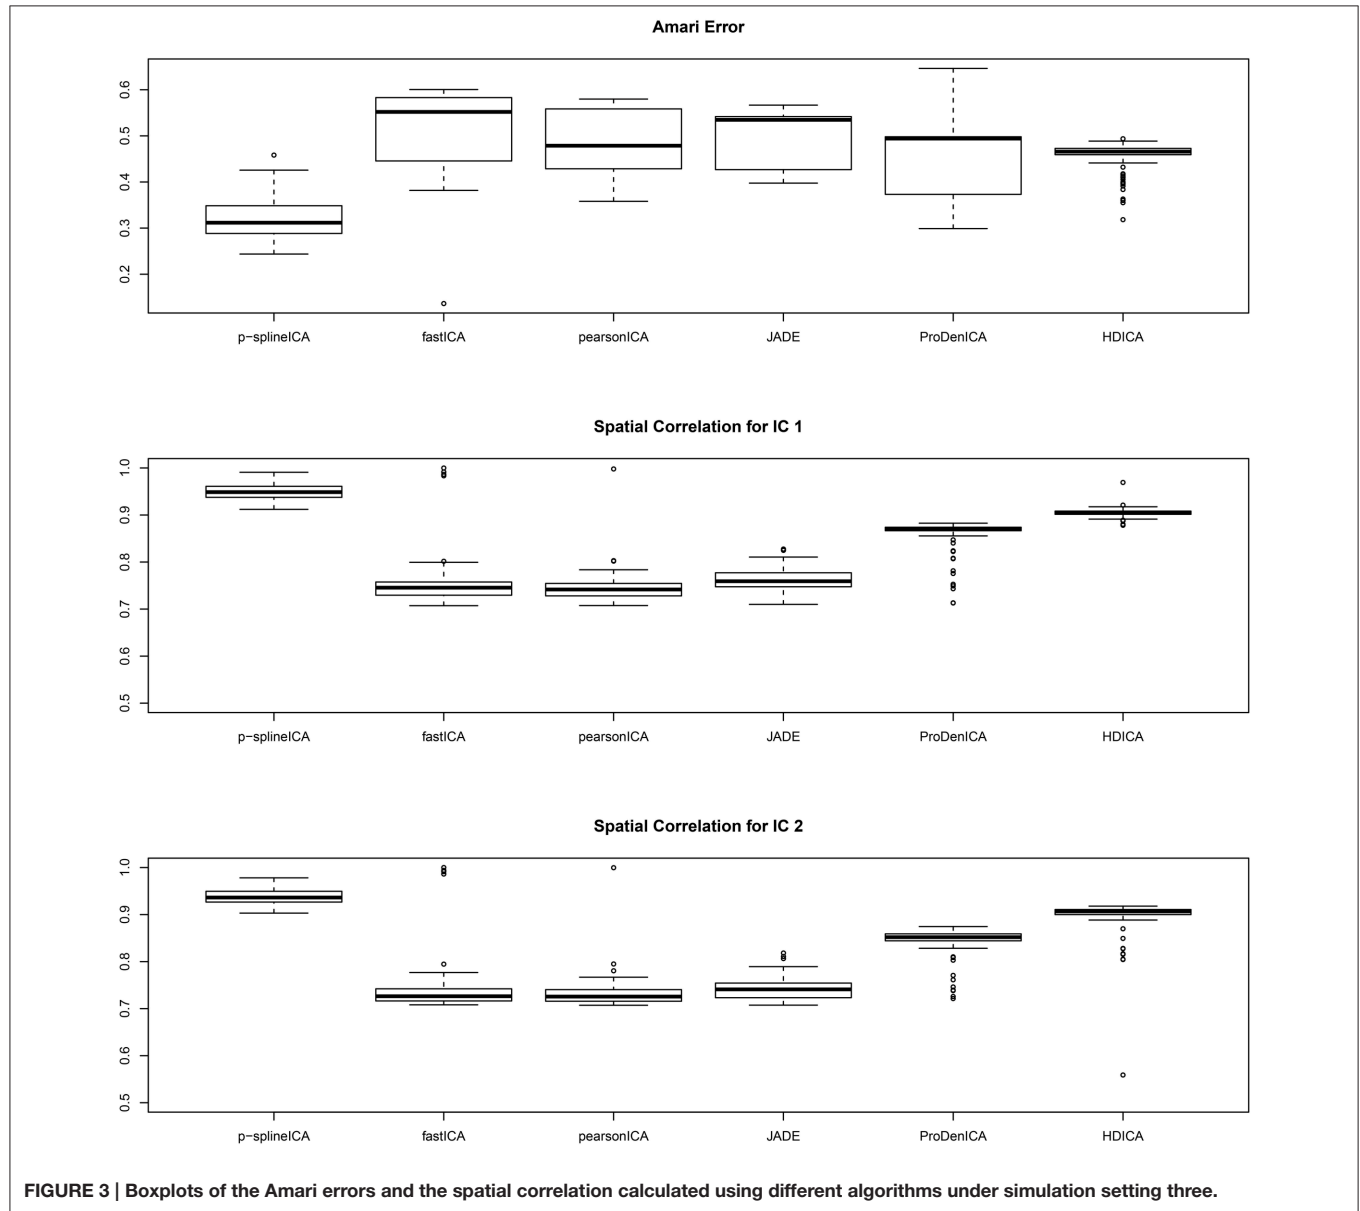 Amari Error
0.6
0.5
0.4
0.3
0.2
p-splineICA fastICA pearsonICA JADE ProDenICA HDICA
Spatial Correlation for IC 1
1.0
0.9
0.8
0.7
0.6
0.5
p-splineICA fastICA pearsonICA JADE ProDenICA HDICA
Spatial Correlation for IC 2
1.0
0.9
0.8
0.7
0.6
0.5
p-splineICA fastICA pearsonICA JADE ProDenICA HDICA
FIGURE 3 | Boxplots of the Amari errors and the spatial correlation calculated using different algorithms under simulation setting three.